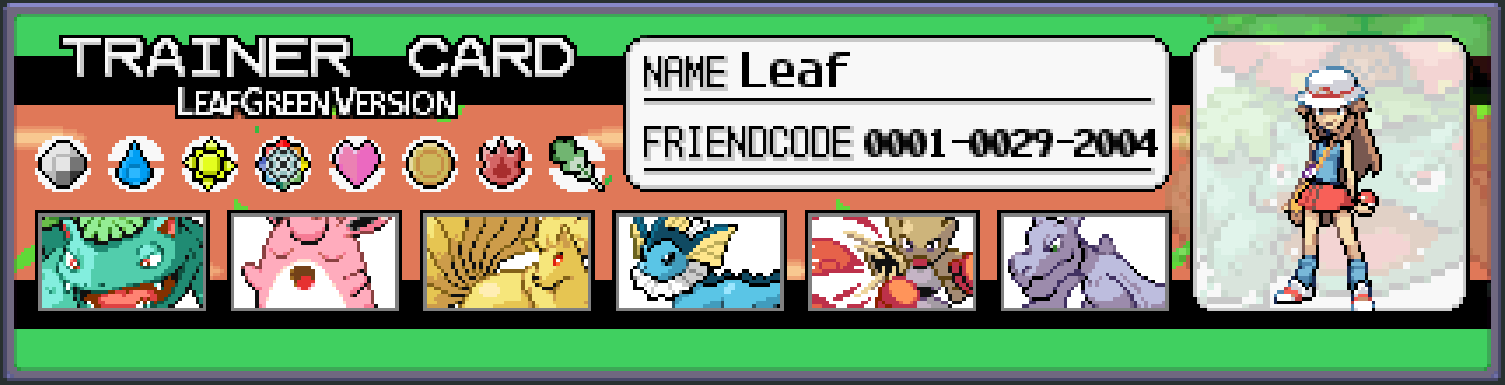 TRAINER CARD
LEAFGREEN VERSION
NAME Leaf
FRIENDCODE 0001-0029-2004